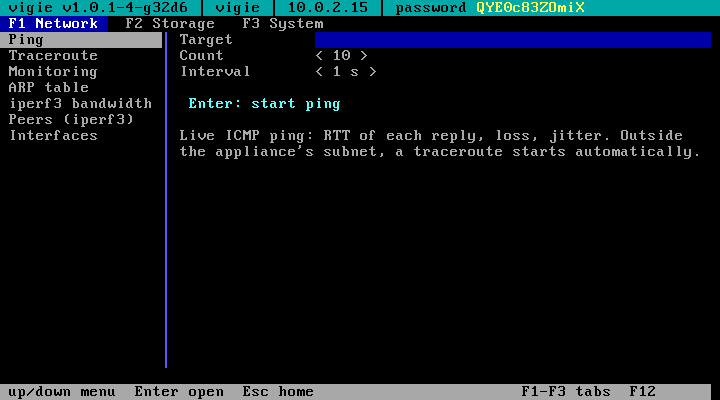 vigie v1.0.1-4-g32d6 | vigie | 10.0.2.15 | password QYE0c83ZOmiX
F1 Network F2 Storage F3 System
Ping
Traceroute
Monitoring
ARP table
iperf3 bandwidth
Peers (iperf3)
Interfaces
Target
Count < 10 >
Interval < 1 s >
Enter: start ping
Live ICMP ping: RTT of each reply, loss, jitter. Outside
the appliance's subnet, a traceroute starts automatically.
up/down menu Enter open Esc home F1-F3 tabs F12